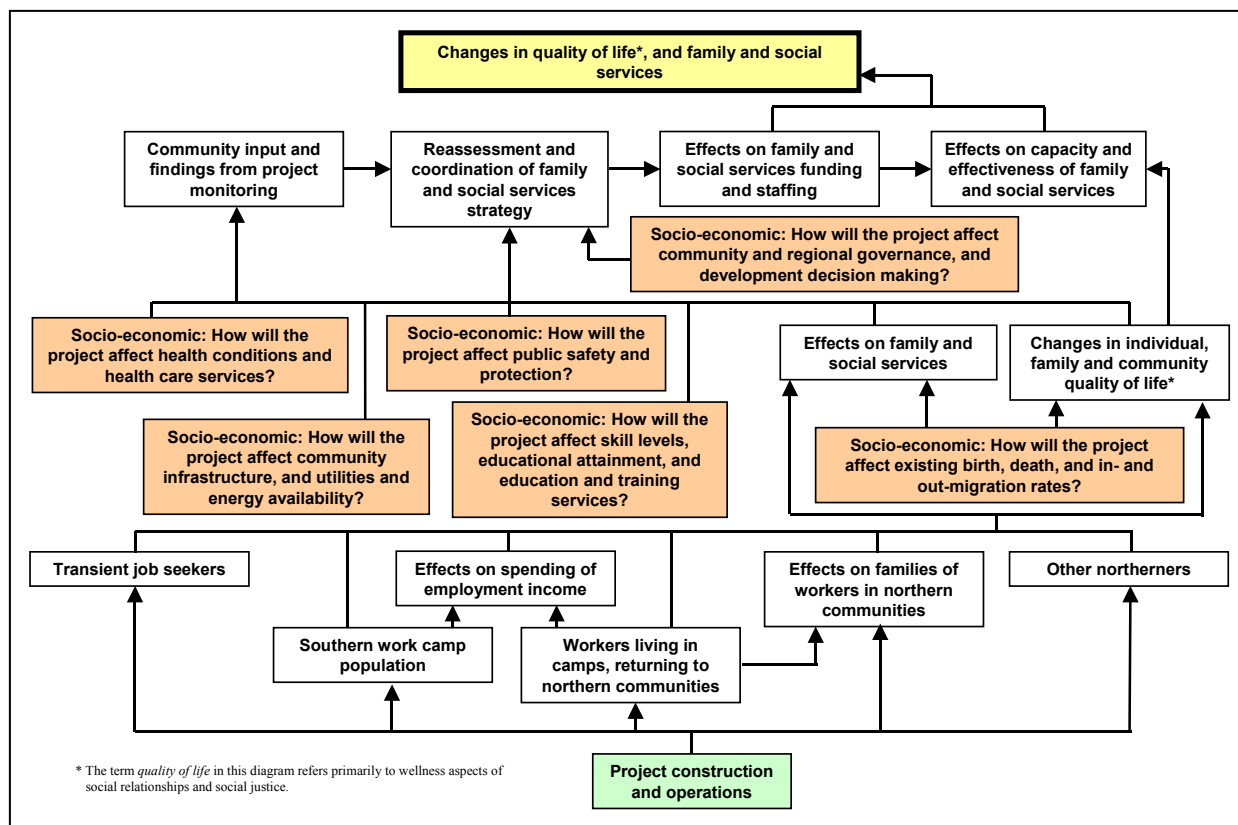 Changes in quality of life*, and family and social
services
Community input and
findings from project
monitoring
Reassessment and
coordination of family
and social services
strategy
Effects on family and
social services funding
and staffing
Effects on capacity and
effectiveness of family
and social services
Socio-economic: How will the project affect
community and regional governance, and
development decision making?
Socio-economic: How will the
project affect health conditions and
health care services?
Socio-economic: How will the
project affect public safety and
protection?
Effects on family and
social services
Changes in individual,
family and community
quality of life*
Socio-economic: How will the
project affect community
infrastructure, and utilities and
energy availability?
Socio-economic: How will the
project affect skill levels,
educational attainment, and
education and training
services?
Socio-economic: How will the project
affect existing birth, death, and in- and
out-migration rates?
Transient job seekers
Effects on spending of
employment income
Effects on families of
workers in northern
communities
Other northerners
Southern work camp
population
Workers living in
camps, returning to
northern communities
Project construction
and operations
* The term quality of life in this diagram refers primarily to wellness aspects of
social relationships and social justice.